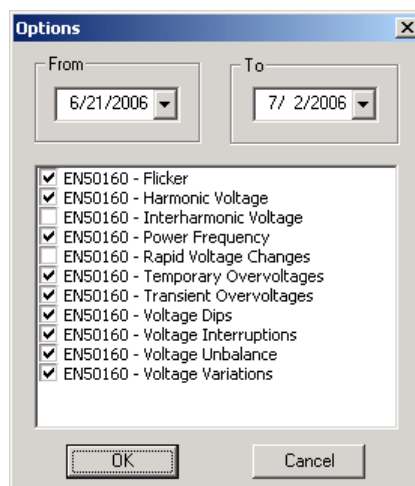 Options
From
To
6/21/2006
7/ 2/2006
EN50160 - Flicker
EN50160 - Harmonic Voltage
EN50160 - Interharmonic Voltage
EN50160 - Power Frequency
EN50160 - Rapid Voltage Changes
EN50160 - Temporary Overvoltages
EN50160 - Transient Overvoltages
EN50160 - Voltage Dips
EN50160 - Voltage Interruptions
EN50160 - Voltage Unbalance
EN50160 - Voltage Variations
OK
Cancel